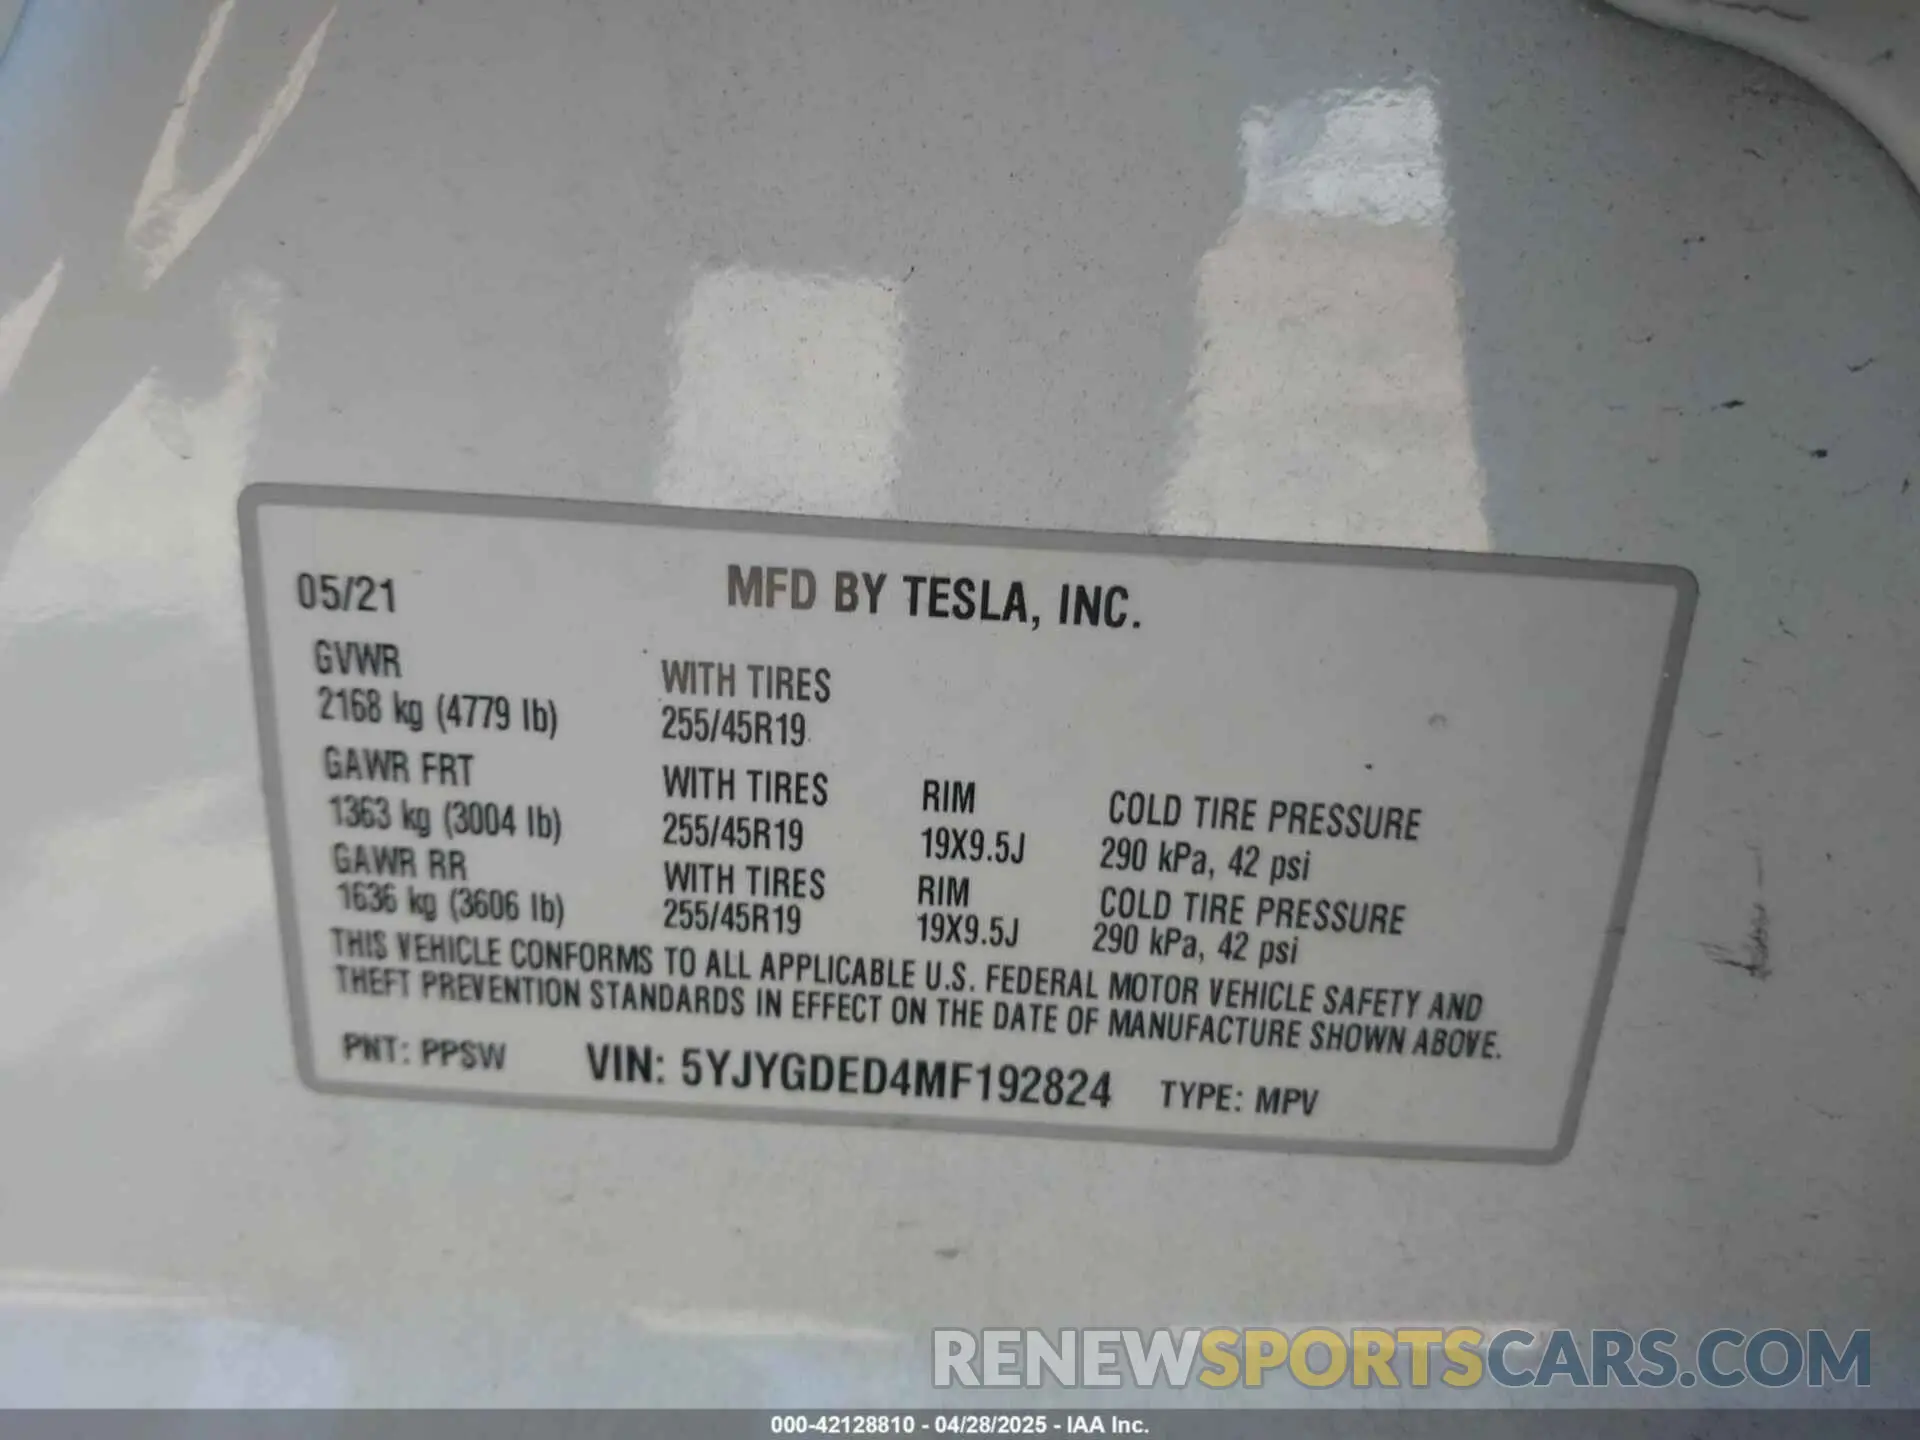 05/21 MFD BY TESLA, INC.
GVWR WITH TIRES
2168 kg (4779 lb) 255/45R19
GAWR FRT WITH TIRES RIM COLD TIRE PRESSURE
1363 kg (3004 lb) 255/45R19 19X9.5J 290 kPa, 42 psi
GAWR RR WITH TIRES RIM COLD TIRE PRESSURE
1636 kg (3606 lb) 255/45R19 19X9.5J 290 kPa, 42 psi
THIS VEHICLE CONFORMS TO ALL APPLICABLE U.S. FEDERAL MOTOR VEHICLE SAFETY AND
THEFT PREVENTION STANDARDS IN EFFECT ON THE DATE OF MANUFACTURE SHOWN ABOVE.
PNT: PPSW VIN: 5YJYGDED4MF192824 TYPE: MPV
RENEWSPORTSCARS.COM
000-42128810 - 04/28/2025 - IAA Inc.